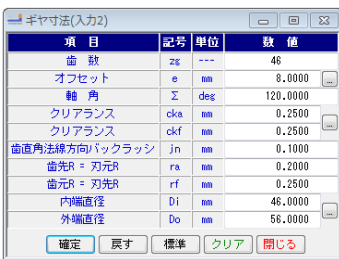 ギヤ寸法(入力2)
項 目 記号 単位 数 値
歯 数 zg --- 46
オフセット e mm 8.0000 ...
軸 角 Σ deg 120.0000
クリアランス cka mm 0.2500 ...
クリアランス ckf mm 0.2500
歯直角法線方向バックラッシ jn mm 0.1000
歯先R = 刃元R ra mm 0.2000
歯元R = 刃先R rf mm 0.2500
内端直径 Di mm 46.0000 ...
外端直径 Do mm 56.0000
確定 戻す 標準 クリア 閉じる